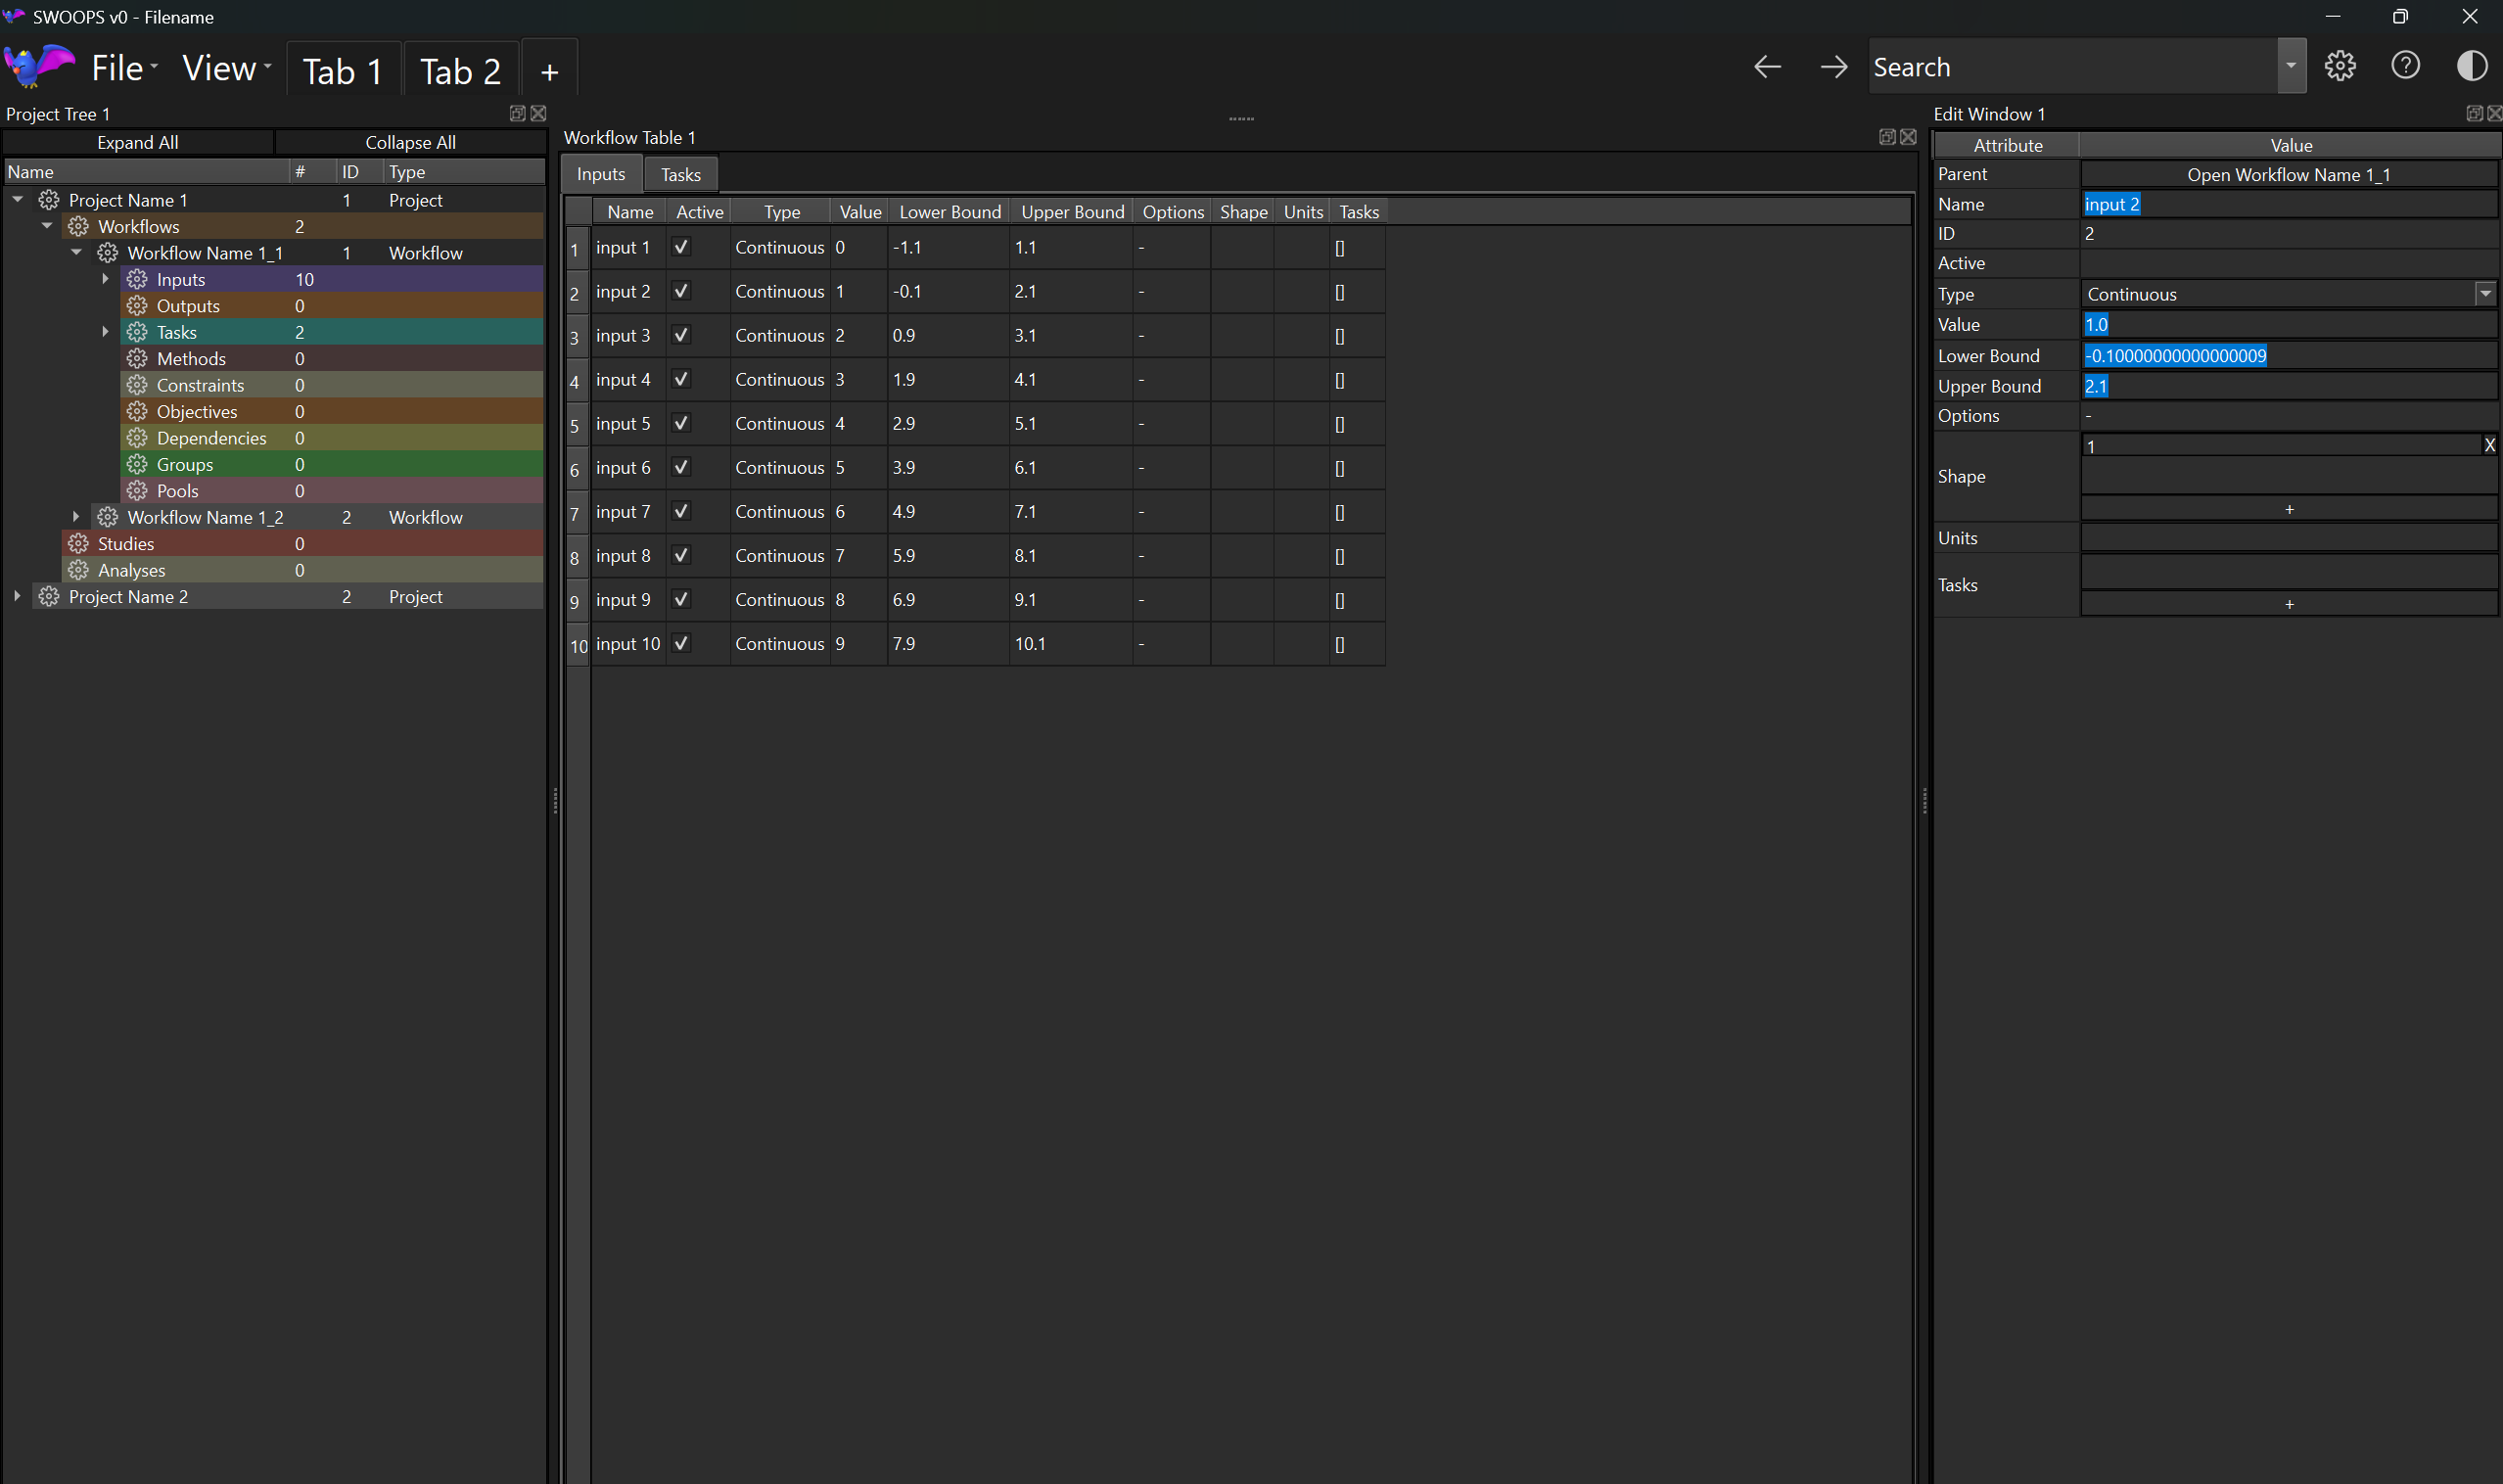 SWOOPS v0 - Filename
File View Tab 1 Tab 2 + Search
Project Tree 1
Expand All Collapse All
Name # ID Type
Project Name 1 1 Project
Workflows 2
Workflow Name 1_1 1 Workflow
Inputs 10
Outputs 0
Tasks 2
Methods 0
Constraints 0
Objectives 0
Dependencies 0
Groups 0
Pools 0
Workflow Name 1_2 2 Workflow
Studies 0
Analyses 0
Project Name 2 2 Project
Workflow Table 1
Inputs Tasks
Name Active Type Value Lower Bound Upper Bound Options Shape Units Tasks
1 input 1 Continuous 0 -1.1 1.1 - []
2 input 2 Continuous 1 -0.1 2.1 - []
3 input 3 Continuous 2 0.9 3.1 - []
4 input 4 Continuous 3 1.9 4.1 - []
5 input 5 Continuous 4 2.9 5.1 - []
6 input 6 Continuous 5 3.9 6.1 - []
7 input 7 Continuous 6 4.9 7.1 - []
8 input 8 Continuous 7 5.9 8.1 - []
9 input 9 Continuous 8 6.9 9.1 - []
10 input 10 Continuous 9 7.9 10.1 - []
Edit Window 1
Attribute Value
Parent Open Workflow Name 1_1
Name input 2
ID 2
Active
Type Continuous
Value 1.0
Lower Bound -0.10000000000000009
Upper Bound 2.1
Options -
1 X
Shape
+
Units
Tasks
+